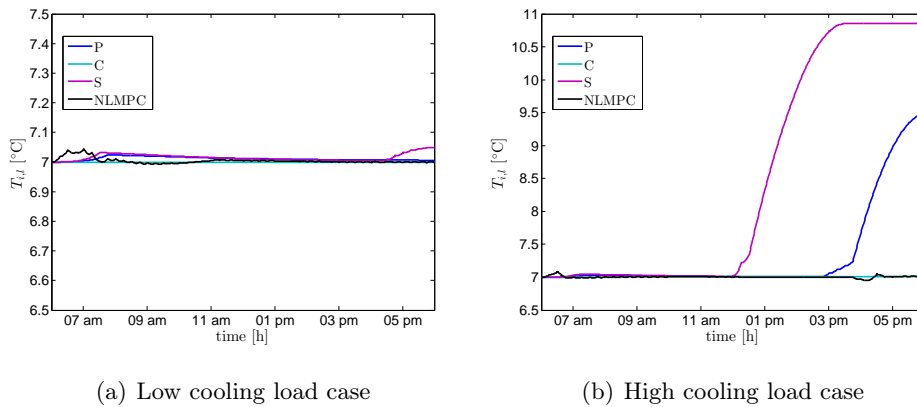 7.5
7.4
7.3
7.2
7.1
7
6.9
6.8
6.7
6.6
6.5
T_{i,l} [°C]
P
C
S
NLMPC
07 am 09 am 11 am 01 pm 03 pm 05 pm
time [h]
(a) Low cooling load case
11
10.5
10
9.5
9
8.5
8
7.5
7
6.5
T_{i,l} [°C]
P
C
S
NLMPC
07 am 09 am 11 am 01 pm 03 pm 05 pm
time [h]
(b) High cooling load case